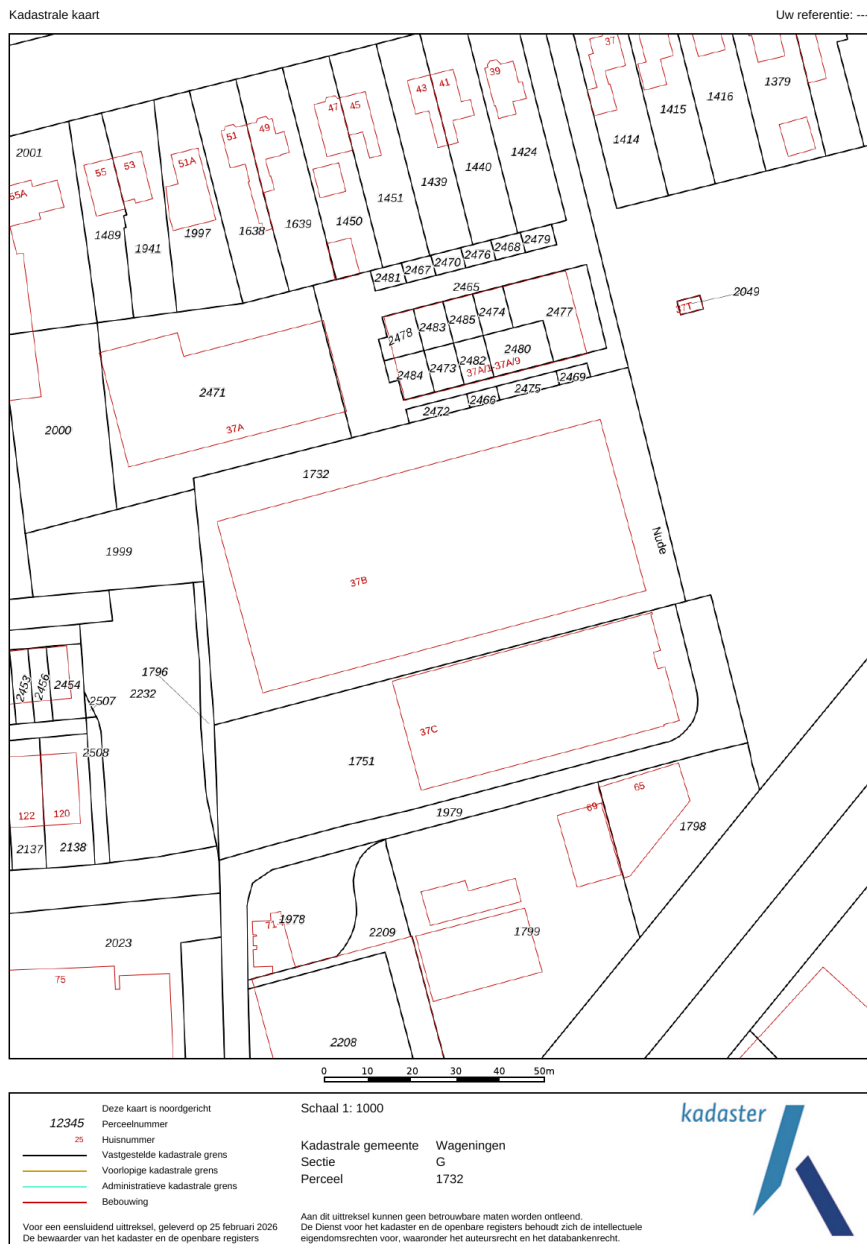 Kadastrale kaart
Uw referentie: ---
37
39
1379
1416
1415
1414
43
41
47
45
49
51
51A
53
55
55A
2001
1424
1440
1439
1451
1450
1639
1638
1997
1941
1489
2479
2468
2476
2470
2467
2481
2465
2049
37T
2477
2474
2485
2483
2478
2480
2482
2473
2484
37A/1-37A/9
2469
2475
2466
2472
2471
37A
2000
1732
1999
Nude
37B
1796
2232
2453
2456
2454
2507
2508
37C
1751
1979
122
120
2137
2138
65
69
1798
71
1978
2209
1799
2023
75
2208
0 10 20 30 40 50m
Deze kaart is noordgericht
12345 Perceelnummer
25 Huisnummer
Vastgestelde kadastrale grens
Voorlopige kadastrale grens
Administratieve kadastrale grens
Bebouwing
Voor een eensluidend uittreksel, geleverd op 25 februari 2026
De bewaarder van het kadaster en de openbare registers
Schaal 1: 1000
Kadastrale gemeente Wageningen
Sectie G
Perceel 1732
Aan dit uittreksel kunnen geen betrouwbare maten worden ontleend.
De Dienst voor het kadaster en de openbare registers behoudt zich de intellectuele
eigendomsrechten voor, waaronder het auteursrecht en het databankenrecht.
kadaster